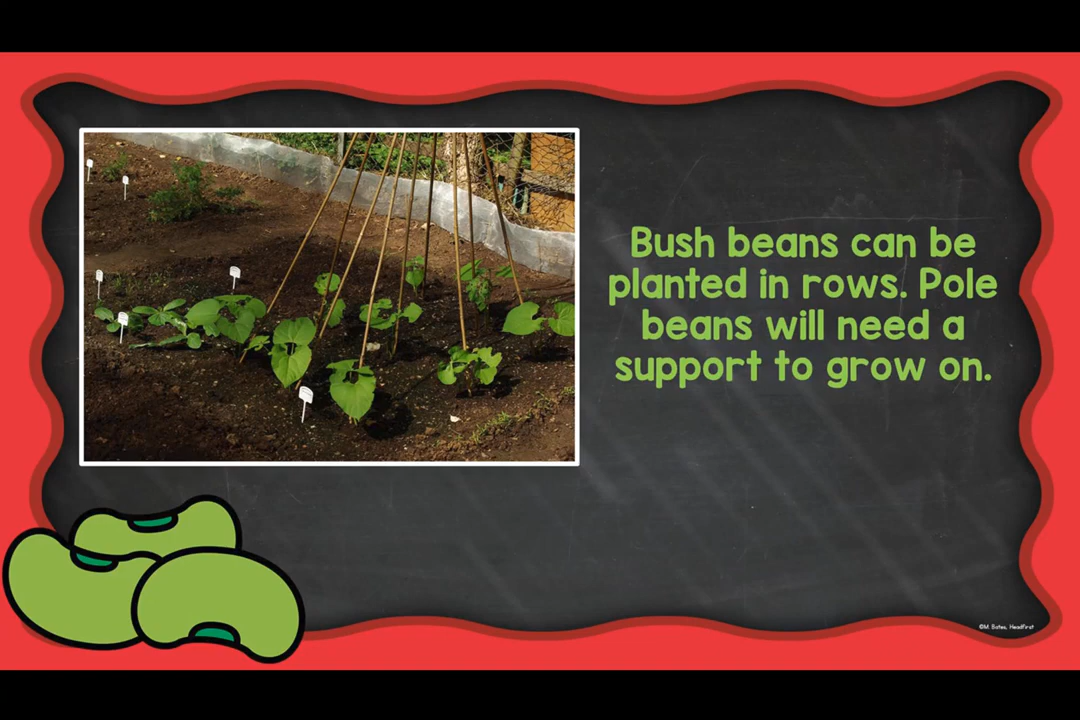 Bush beans can be
planted in rows. Pole
beans will need a
support to grow on.
©M. Bates, HeadFirst